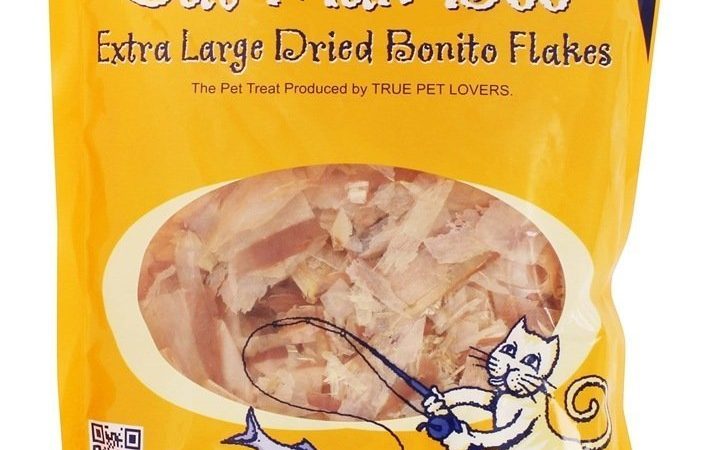 Extra Large Dried Bonito Flakes
The Pet Treat Produced by TRUE PET LOVERS.